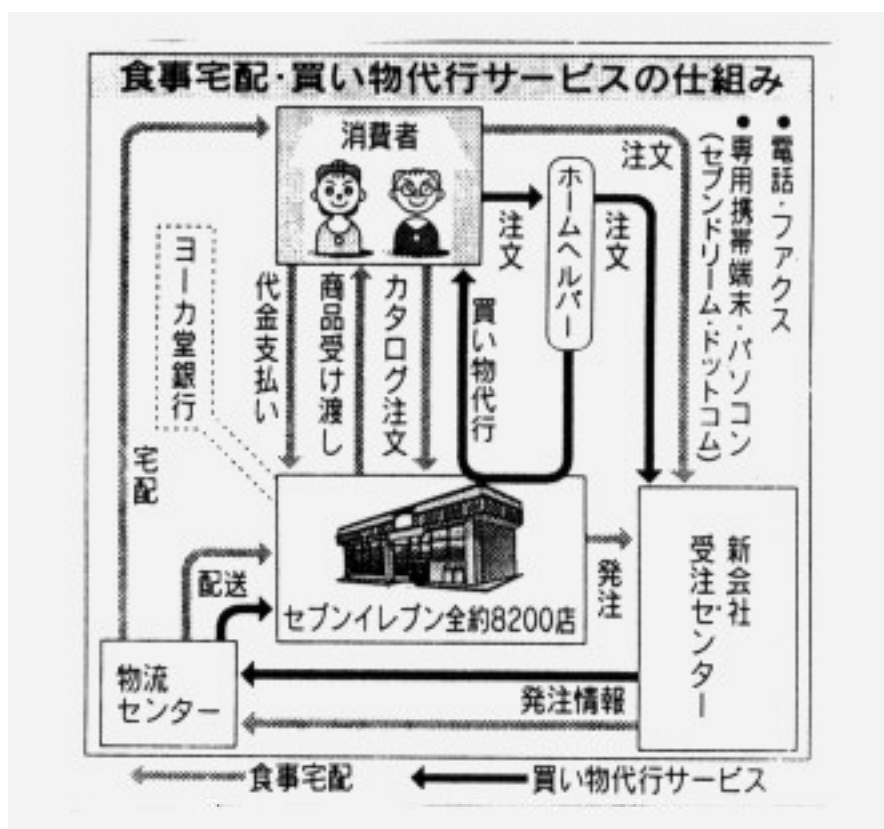 食事宅配・買い物代行サービスの仕組み
消費者
注文
●電話・ファクス
●専用携帯端末・パソコン
(セブンドリーム・ドットコム)
ホームヘルパー
注文
注文
ヨーカ堂銀行
代金支払い
商品受け渡し
カタログ注文
買い物代行
宅配
配送
セブンイレブン全約8200店
発注
新会社
受注センター
物流
センター
発注情報
食事宅配
買い物代行サービス